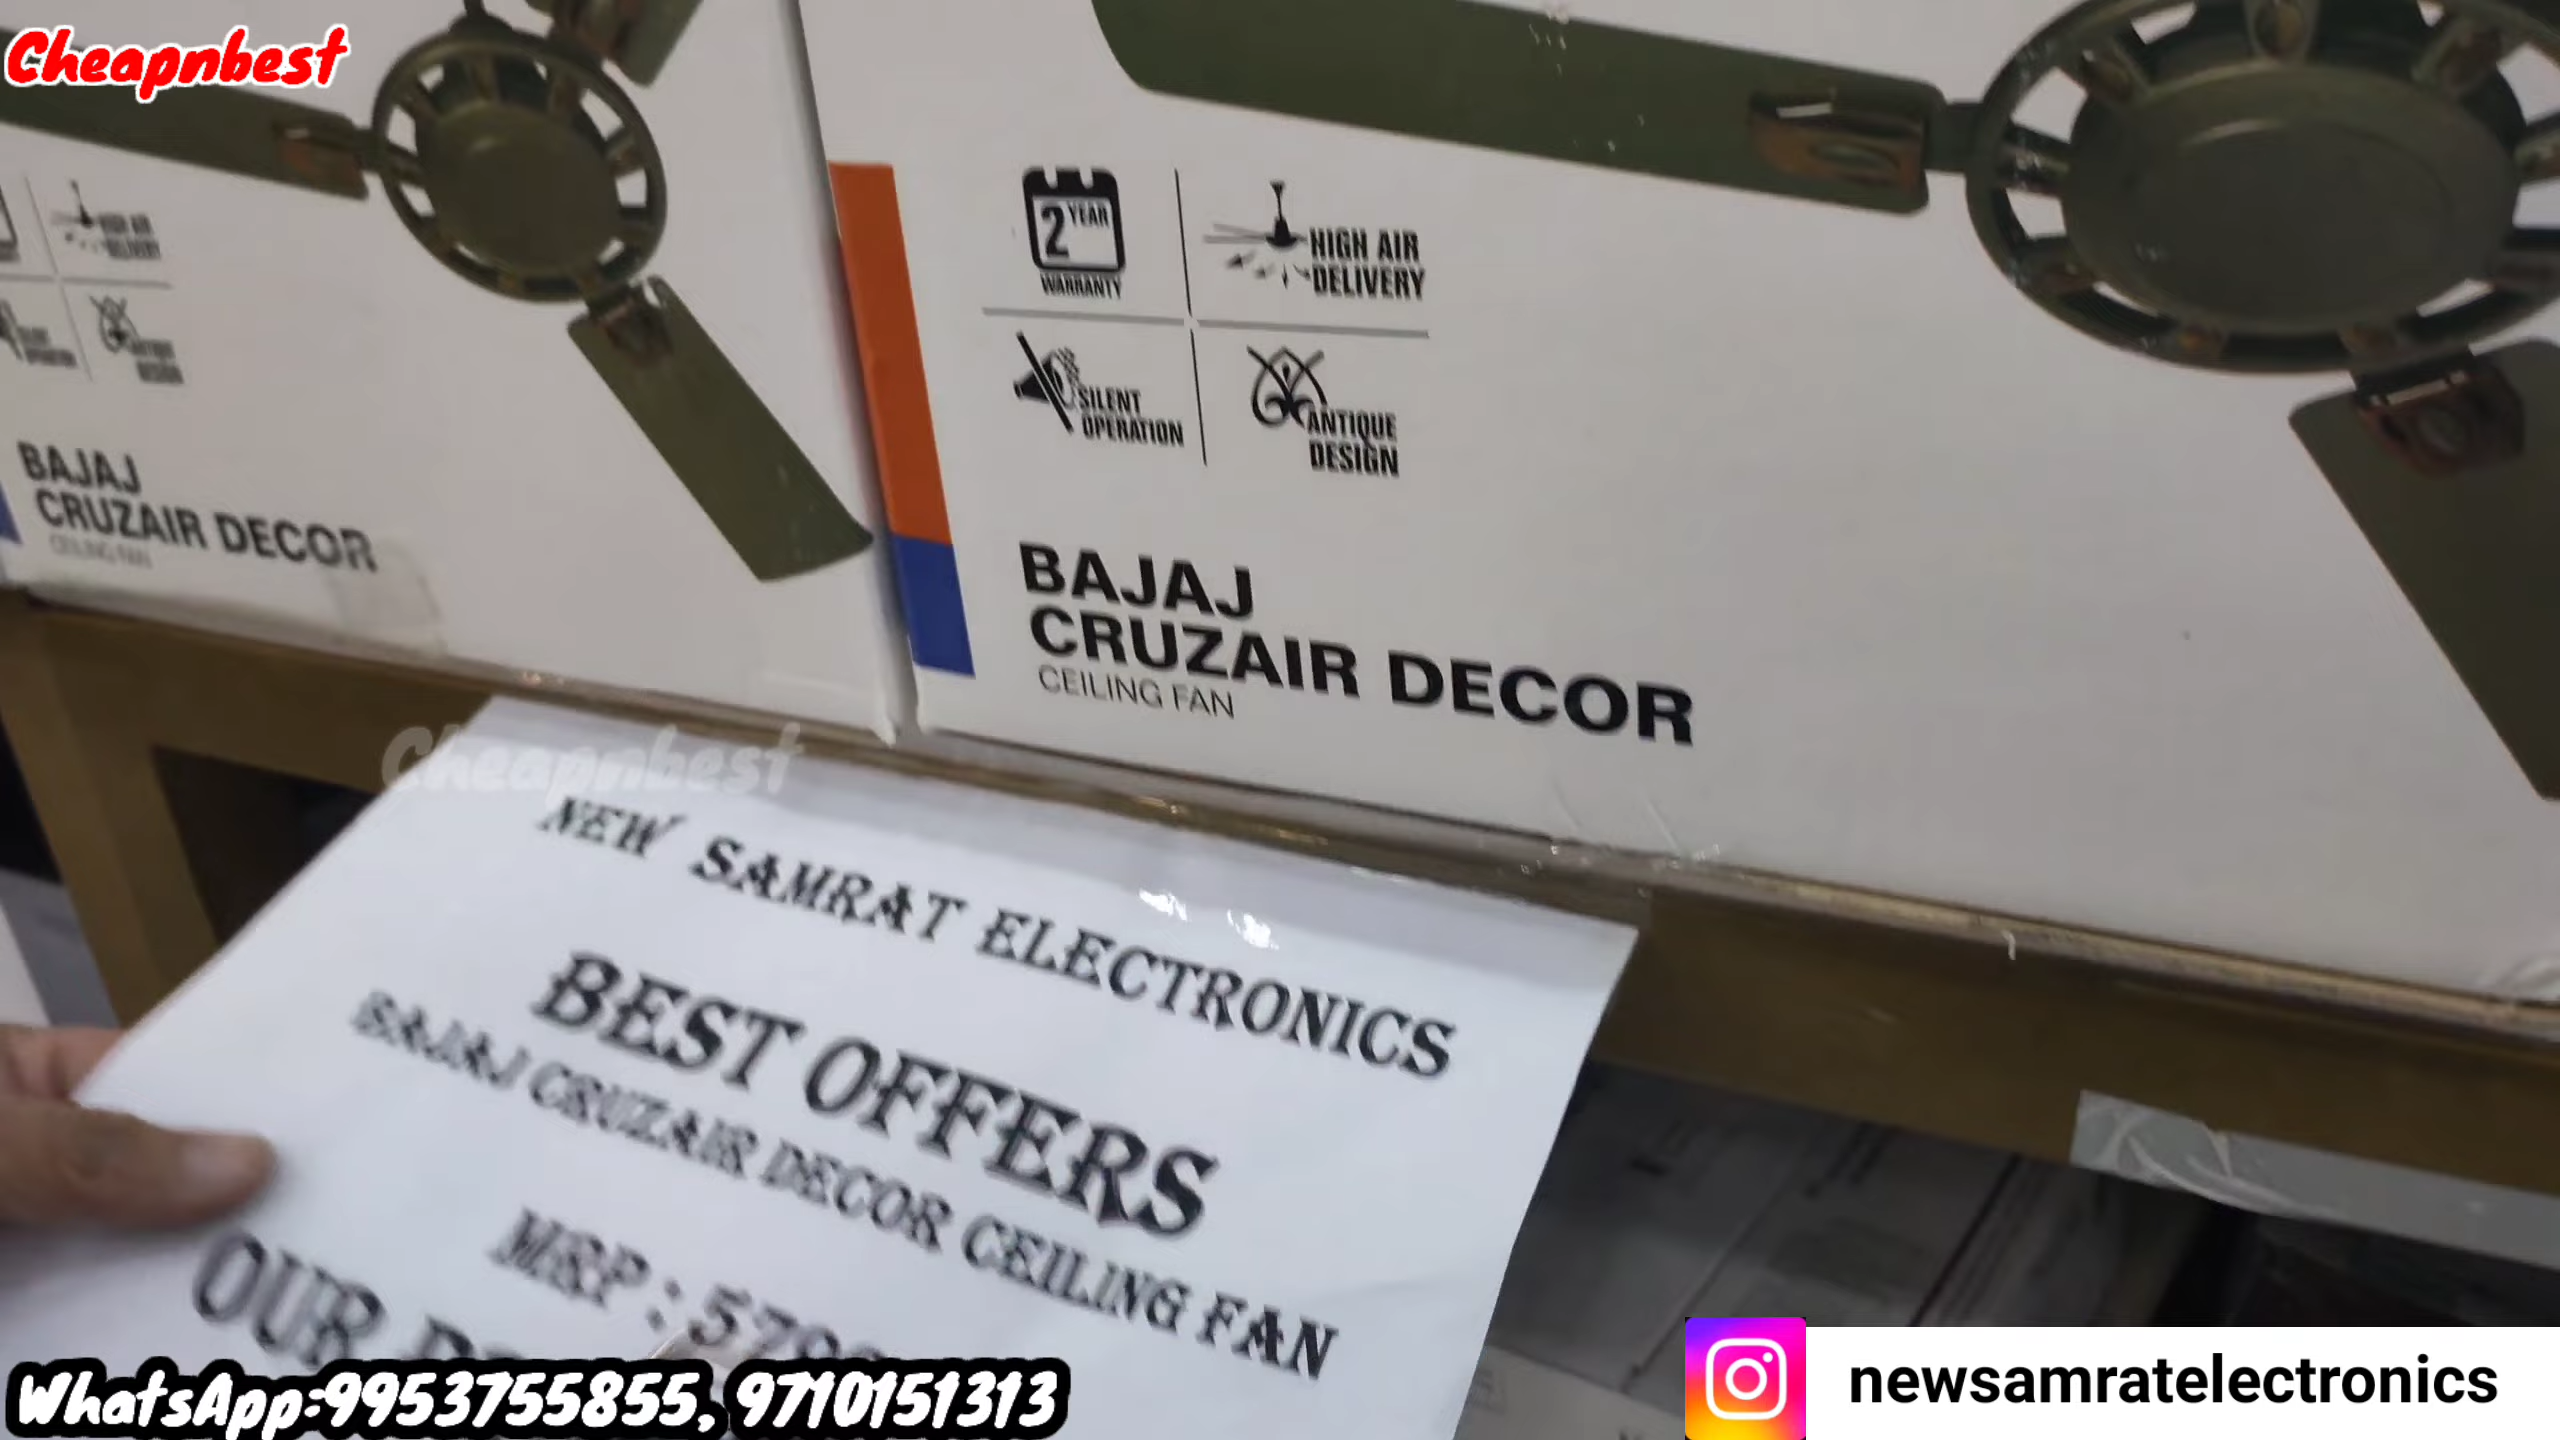 Cheapnbest
HIGH AIR
DELIVERY
BAJAJ
CRUZAIR DECOR
CEILING FAN
2 YEAR
WARRANTY
HIGH AIR
DELIVERY
SILENT
OPERATION
ANTIQUE
DESIGN
BAJAJ
CRUZAIR DECOR
CEILING FAN
Cheapnbest
NEW SAMRAT ELECTRONICS
BEST OFFERS
BAJAJ CRUZAIR DECOR CEILING FAN
MRP :
OUR
WhatsApp:9953755855, 9710151313
newsamratelectronics